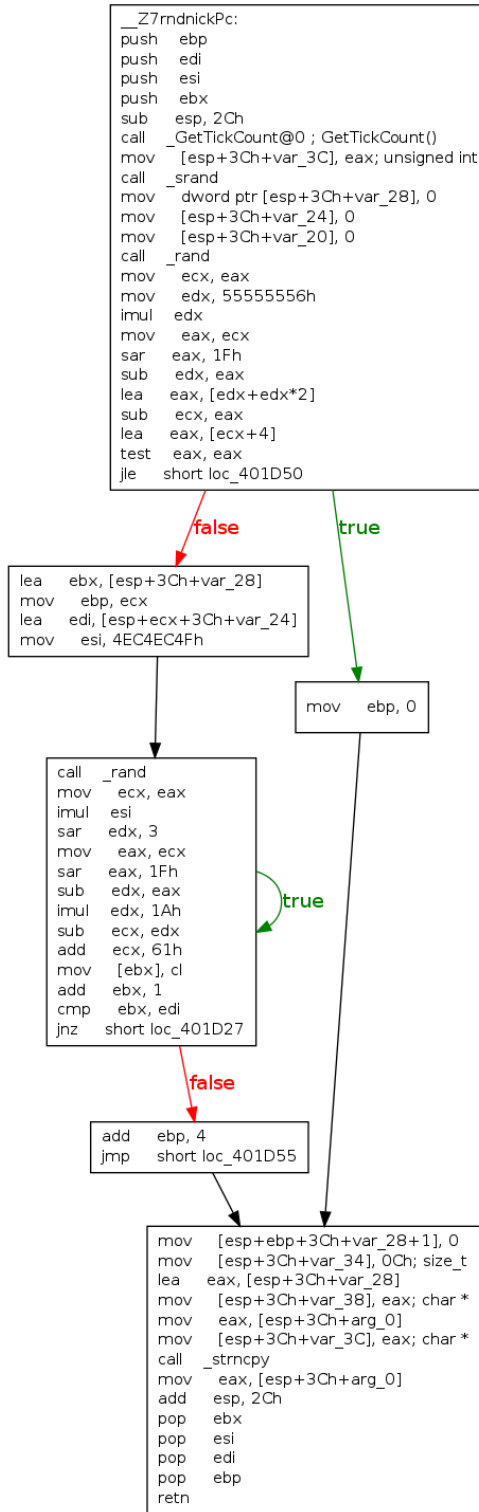 __Z7rndnickPc:
push ebp
push edi
push esi
push ebx
sub esp, 2Ch
call _GetTickCount@0 ; GetTickCount()
mov [esp+3Ch+var_3C], eax; unsigned int
call _srand
mov dword ptr [esp+3Ch+var_28], 0
mov [esp+3Ch+var_24], 0
mov [esp+3Ch+var_20], 0
call _rand
mov ecx, eax
mov edx, 55555556h
imul edx
mov eax, ecx
sar eax, 1Fh
sub edx, eax
lea eax, [edx+edx*2]
sub ecx, eax
lea eax, [ecx+4]
test eax, eax
jle short loc_401D50
false
true
lea ebx, [esp+3Ch+var_28]
mov ebp, ecx
lea edi, [esp+ecx+3Ch+var_24]
mov esi, 4EC4EC4Fh
mov ebp, 0
call _rand
mov ecx, eax
imul esi
sar edx, 3
mov eax, ecx
sar eax, 1Fh
sub edx, eax
imul edx, 1Ah
sub ecx, edx
add ecx, 61h
mov [ebx], cl
add ebx, 1
cmp ebx, edi
jnz short loc_401D27
true
false
add ebp, 4
jmp short loc_401D55
mov [esp+ebp+3Ch+var_28+1], 0
mov [esp+3Ch+var_34], 0Ch; size_t
lea eax, [esp+3Ch+var_28]
mov [esp+3Ch+var_38], eax; char *
mov eax, [esp+3Ch+arg_0]
mov [esp+3Ch+var_3C], eax; char *
call _strncpy
mov eax, [esp+3Ch+arg_0]
add esp, 2Ch
pop ebx
pop esi
pop edi
pop ebp
retn